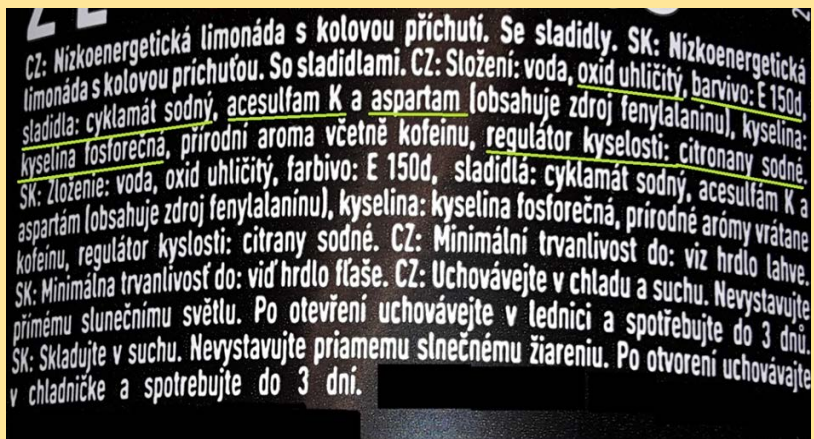 CZ: Nízkoenergetická limonáda s kolovou příchutí. Se sladidly. SK: Nízkoenergetická
limonáda s kolovou príchuťou. So sladidlami. CZ: Složení: voda, oxid uhličitý, barvivo: E 150d,
sladidla: cyklamát sodný, acesulfam K a aspartam (obsahuje zdroj fenylalaninu), kyselina:
kyselina fosforečná, přírodní aroma včetně kofeinu, regulátor kyselosti: citronany sodné.
SK: Zloženie: voda, oxid uhličitý, farbivo: E 150d, sladidlá: cyklamát sodný, acesulfám K a
aspartám (obsahuje zdroj fenylalanínu), kyselina: kyselina fosforečná, prírodné arómy vrátane
kofeínu, regulátor kyslosti: citrany sodné. CZ: Minimální trvanlivost do: viz hrdlo lahve.
SK: Minimálna trvanlivosť do: viď hrdlo fľaše. CZ: Uchovávejte v chladu a suchu. Nevystavujte
přímému slunečnímu světlu. Po otevření uchovávejte v lednici a spotřebujte do 3 dnů.
SK: Skladujte v suchu. Nevystavujte priamemu slnečnému žiareniu. Po otvorení uchovávajte
v chladničke a spotrebujte do 3 dní.